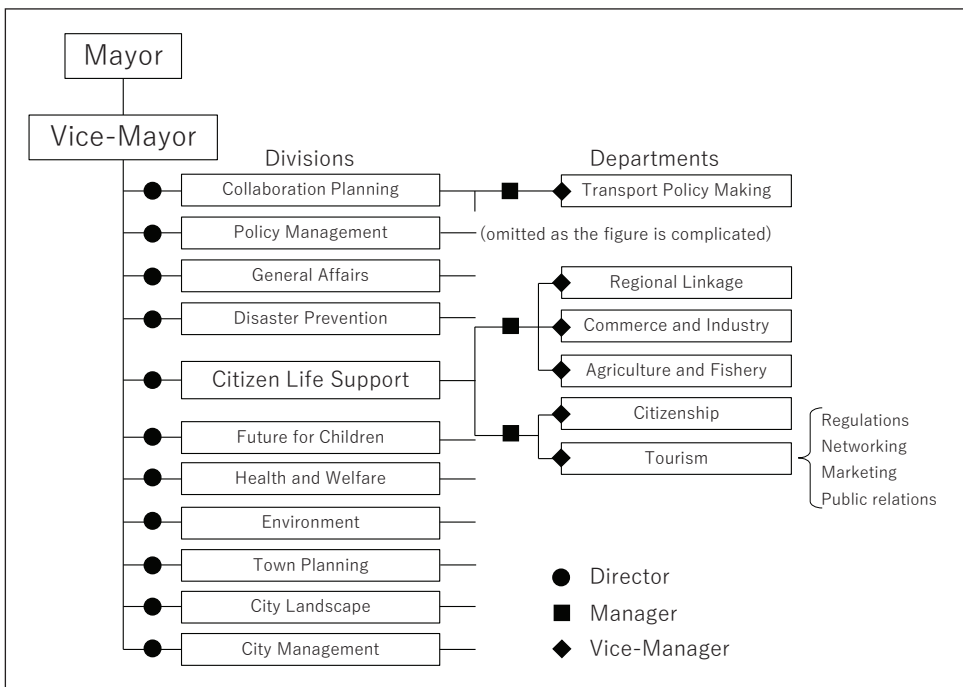 Mayor
Vice-Mayor
Divisions
Departments
Collaboration Planning
Transport Policy Making
Policy Management
(omitted as the figure is complicated)
General Affairs
Regional Linkage
Disaster Prevention
Commerce and Industry
Citizen Life Support
Agriculture and Fishery
Citizenship
Regulations
Future for Children
Networking
Tourism
Marketing
Health and Welfare
Public relations
Environment
Town Planning
Director
City Landscape
Manager
City Management
Vice-Manager